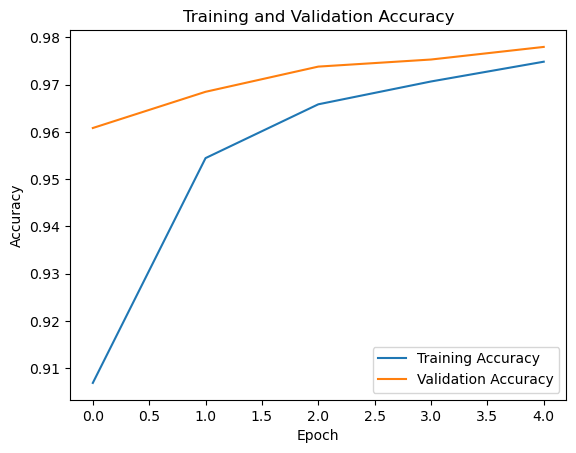 Training and Validation Accuracy
0.98
0.97
0.96
0.95
0.94
0.93
0.92
0.91
Accuracy
Training Accuracy
Validation Accuracy
0.0 0.5 1.0 1.5 2.0 2.5 3.0 3.5 4.0
Epoch